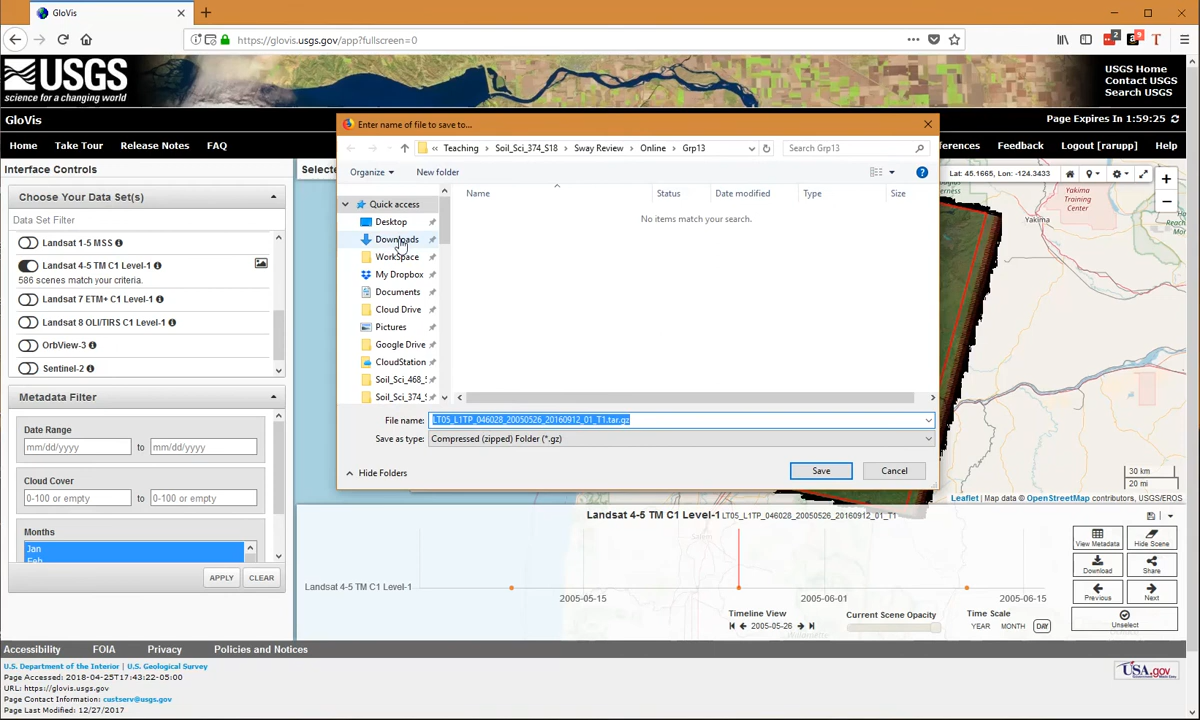 GloVis
https://glovis.usgs.gov/app?fullscreen=0
2
9
USGS
science for a changing world
USGS Home
Contact USGS
Search USGS
GloVis
Page Expires In 1:59:25
Home Take Tour Release Notes FAQ
Feedback Logout [rarupp] Help
Interface Controls
Choose Your Data Set(s)
Data Set Filter
Landsat 1-5 MSS
Landsat 4-5 TM C1 Level-1
586 scenes match your criteria.
Landsat 7 ETM+ C1 Level-1
Landsat 8 OLI/TIRS C1 Level-1
OrbView-3
Sentinel-2
Metadata Filter
Date Range
mm/dd/yyyy to mm/dd/yyyy
Cloud Cover
0-100 or empty to 0-100 or empty
Months
Jan
Feb
APPLY CLEAR
Enter name of file to save to...
« Teaching › Soil_Sci_374_S18 › Sway Review › Online › Grp13
Search Grp13
Organize New folder
Quick access
Desktop
Downloads
WorkSpace
My Dropbox
Documents
Cloud Drive
Pictures
Google Drive
CloudStation
Soil_Sci_468_S
Soil_Sci_374_S
Name Status Date modified Type Size
No items match your search.
File name: LT05_L1TP_046028_20050526_20160912_01_T1.tar.gz
Save as type: Compressed (zipped) Folder (*.gz)
Hide Folders Save Cancel
Lat: 45.1665, Lon: -124.3433
+
−
Yakima
Training
Center
30 km
20 mi
Leaflet | Map data © OpenStreetMap contributors, USGS/EROS
Landsat 4-5 TM C1 Level-1 LT05_L1TP_046028_20050526_20160912_01_T1
Landsat 4-5 TM C1 Level-1
2005-05-15 2005-06-01 2005-06-15
Timeline View
2005-05-26
Current Scene Opacity
Time Scale
YEAR MONTH DAY
View Metadata Hide Scene
Download Share
Previous Next
Unselect
Accessibility FOIA Privacy Policies and Notices
U.S. Department of the Interior | U.S. Geological Survey
Page Accessed: 2018-04-25T17:43:22-05:00
URL: https://glovis.usgs.gov
Page Contact Information: custserv@usgs.gov
Page Last Modified: 12/27/2017
USA.gov